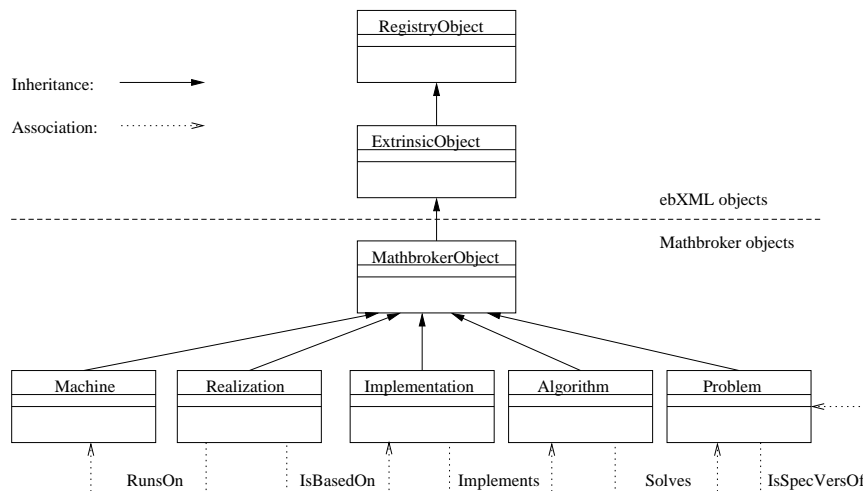 RegistryObject
Inheritance:
Association:
ExtrinsicObject
ebXML objects
Mathbroker objects
MathbrokerObject
Machine
Realization
Implementation
Algorithm
Problem
RunsOn
IsBasedOn
Implements
Solves
IsSpecVersOf